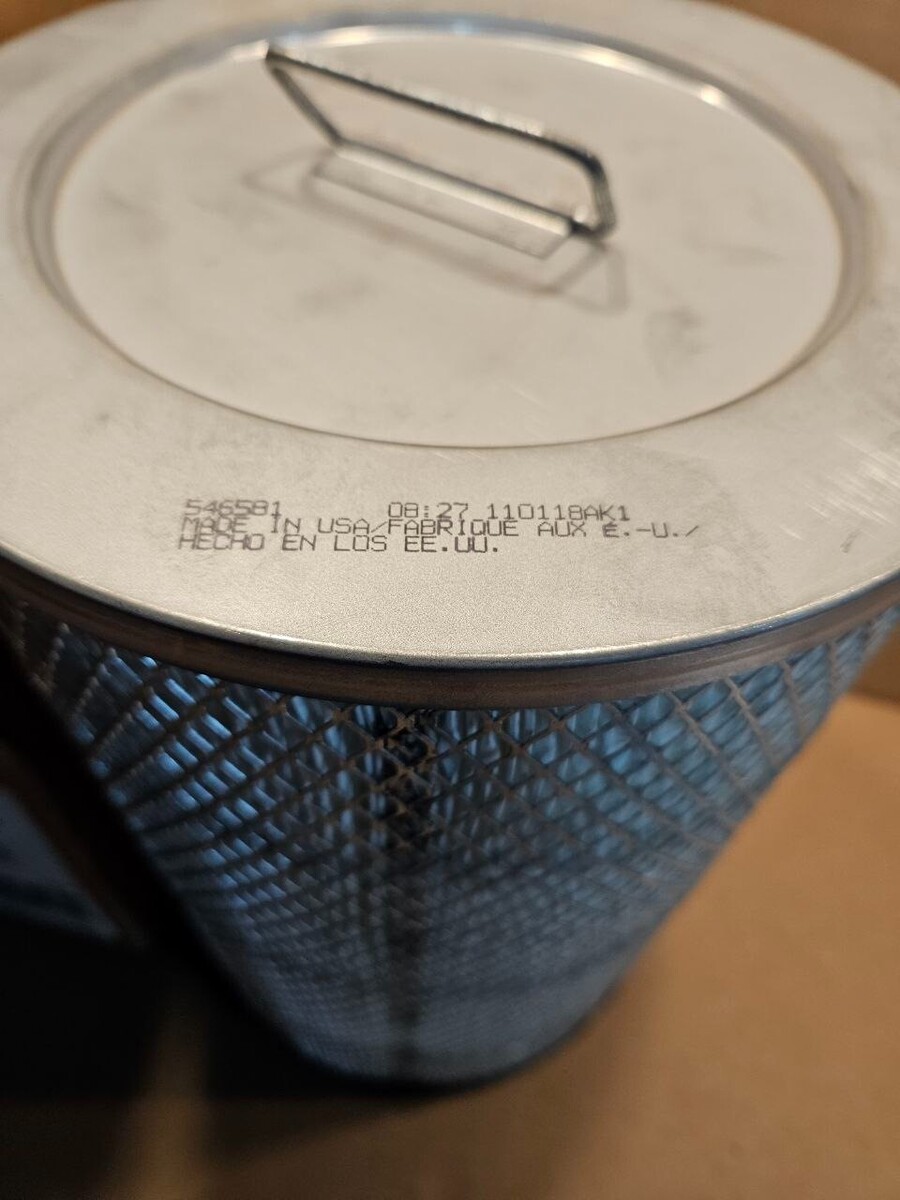 546581 08:27 110118AK1
MADE IN USA/FABRIQUE AUX É.-U./
HECHO EN LOS EE.UU.